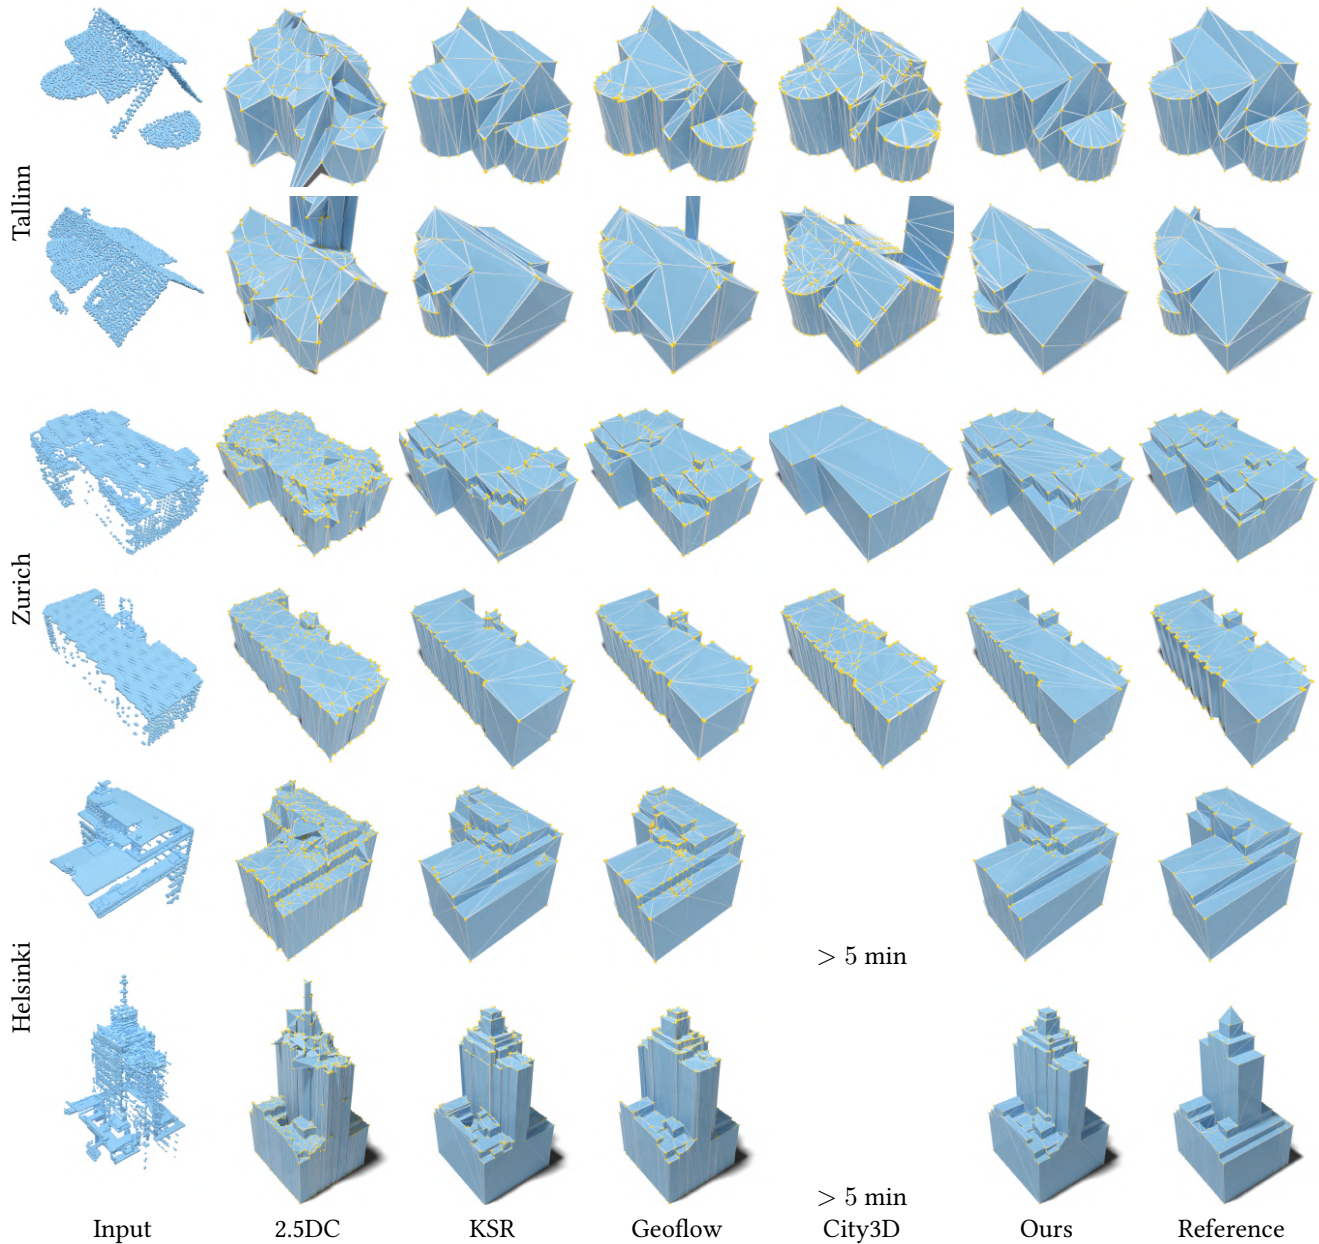 Tallinn
Zurich
Helsinki
> 5 min
> 5 min
Input 2.5DC KSR Geoflow City3D Ours Reference